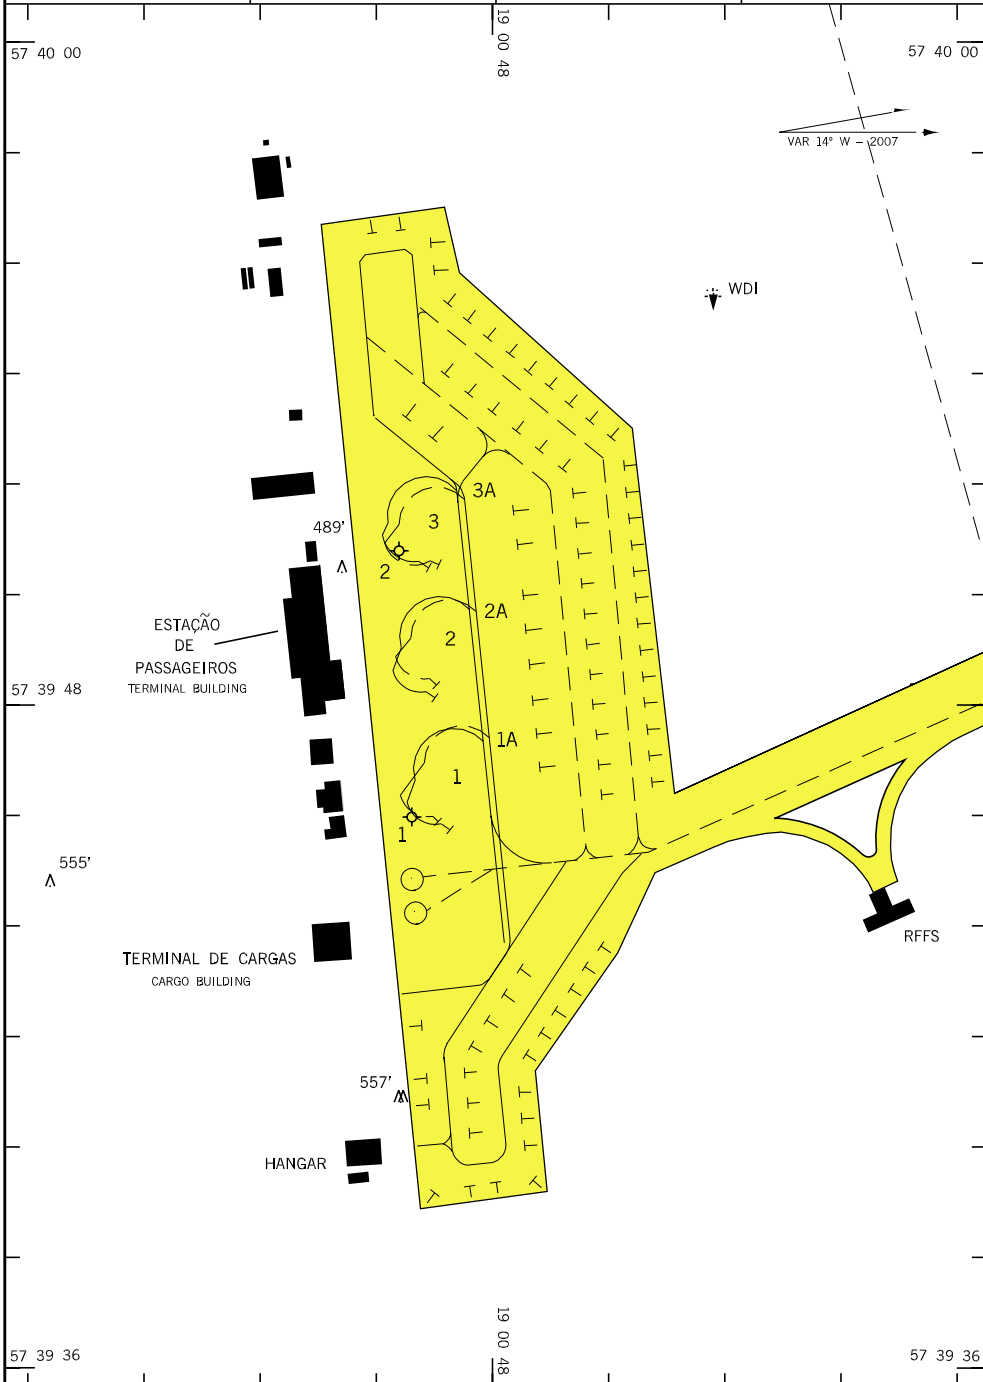 19 00 48
57 40 00
57 40 00
VAR 14° W – 2007
WDI
3A
3
489'
2
2A
ESTAÇÃO
DE
PASSAGEIROS
TERMINAL BUILDING
2
57 39 48
1A
1
1
555'
RFFS
TERMINAL DE CARGAS
CARGO BUILDING
557'
HANGAR
19 00 48
57 39 36
57 39 36